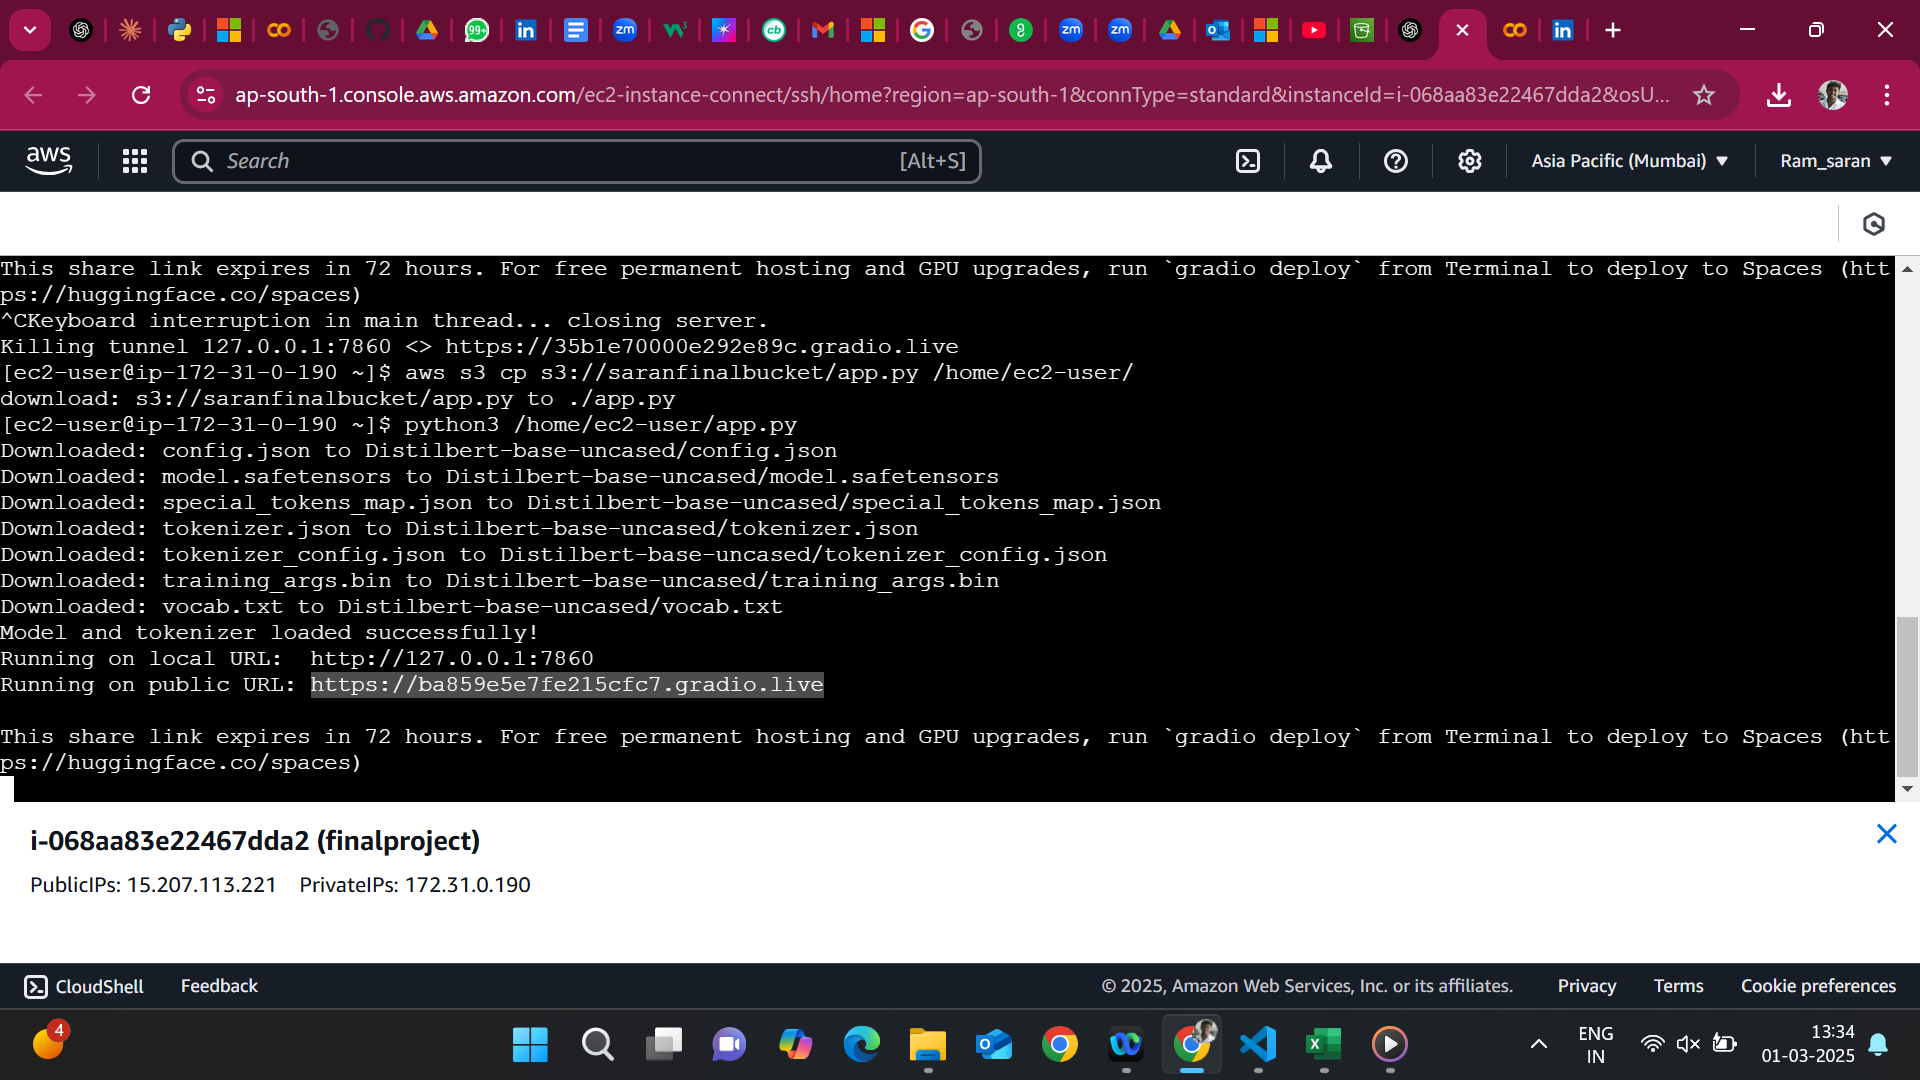 99+
ap-south-1.console.aws.amazon.com/ec2-instance-connect/ssh/home?region=ap-south-1&connType=standard&instanceId=i-068aa83e22467dda2&osU...
aws
Search
[Alt+S]
Asia Pacific (Mumbai)
Ram_saran
This share link expires in 72 hours. For free permanent hosting and GPU upgrades, run `gradio deploy` from Terminal to deploy to Spaces (htt
ps://huggingface.co/spaces)
^CKeyboard interruption in main thread... closing server.
Killing tunnel 127.0.0.1:7860 <> https://35b1e70000e292e89c.gradio.live
[ec2-user@ip-172-31-0-190 ~]$ aws s3 cp s3://saranfinalbucket/app.py /home/ec2-user/
download: s3://saranfinalbucket/app.py to ./app.py
[ec2-user@ip-172-31-0-190 ~]$ python3 /home/ec2-user/app.py
Downloaded: config.json to Distilbert-base-uncased/config.json
Downloaded: model.safetensors to Distilbert-base-uncased/model.safetensors
Downloaded: special_tokens_map.json to Distilbert-base-uncased/special_tokens_map.json
Downloaded: tokenizer.json to Distilbert-base-uncased/tokenizer.json
Downloaded: tokenizer_config.json to Distilbert-base-uncased/tokenizer_config.json
Downloaded: training_args.bin to Distilbert-base-uncased/training_args.bin
Downloaded: vocab.txt to Distilbert-base-uncased/vocab.txt
Model and tokenizer loaded successfully!
Running on local URL:  http://127.0.0.1:7860
Running on public URL: https://ba859e5e7fe215cfc7.gradio.live
This share link expires in 72 hours. For free permanent hosting and GPU upgrades, run `gradio deploy` from Terminal to deploy to Spaces (htt
ps://huggingface.co/spaces)
i-068aa83e22467dda2 (finalproject)
PublicIPs: 15.207.113.221 PrivateIPs: 172.31.0.190
CloudShell
Feedback
© 2025, Amazon Web Services, Inc. or its affiliates.
Privacy
Terms
Cookie preferences
4
ENG
IN
13:34
01-03-2025